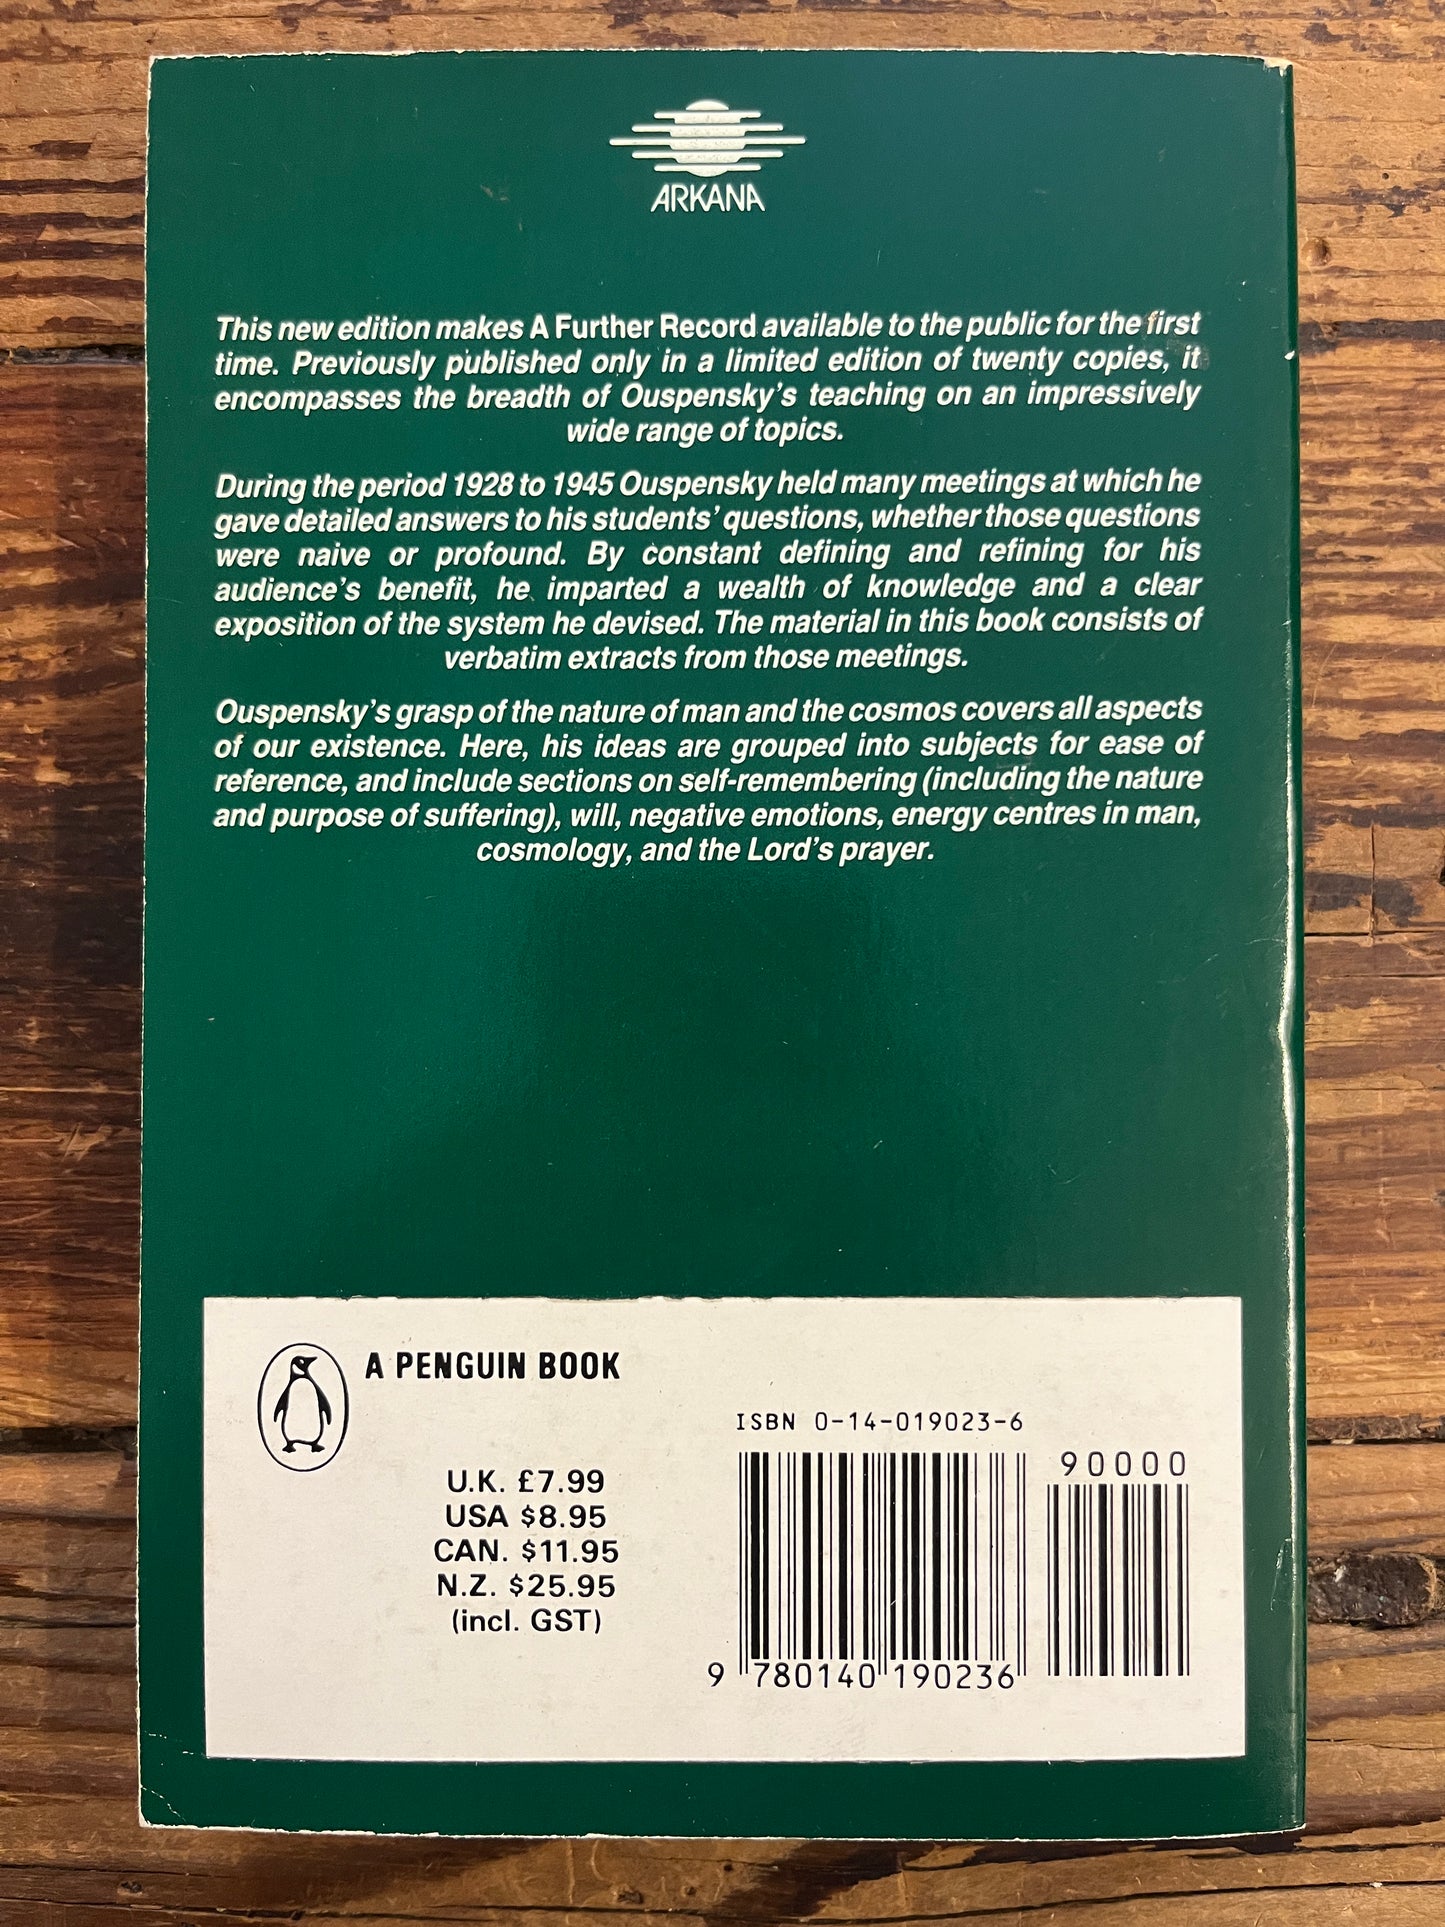 ARKANA
This new edition makes A Further Record available to the public for the first
time. Previously published only in a limited edition of twenty copies, it
encompasses the breadth of Ouspensky's teaching on an impressively
wide range of topics.
During the period 1928 to 1945 Ouspensky held many meetings at which he
gave detailed answers to his students' questions, whether those questions
were naive or profound. By constant defining and refining for his
audience's benefit, he imparted a wealth of knowledge and a clear
exposition of the system he devised. The material in this book consists of
verbatim extracts from those meetings.
Ouspensky's grasp of the nature of man and the cosmos covers all aspects
of our existence. Here, his ideas are grouped into subjects for ease of
reference, and include sections on self-remembering (including the nature
and purpose of suffering), will, negative emotions, energy centres in man,
cosmology, and the Lord's prayer.
A PENGUIN BOOK
U.K. £7.99
USA $8.95
CAN. $11.95
N.Z. $25.95
(incl. GST)
ISBN 0-14-019023-6
90000
9 780140 190236